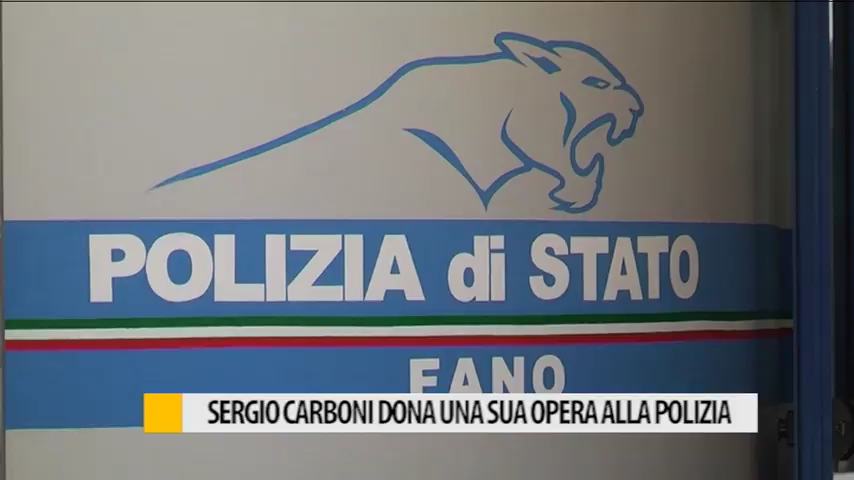 POLIZIA di STATO
FANO
SERGIO CARBONI DONA UNA SUA OPERA ALLA POLIZIA